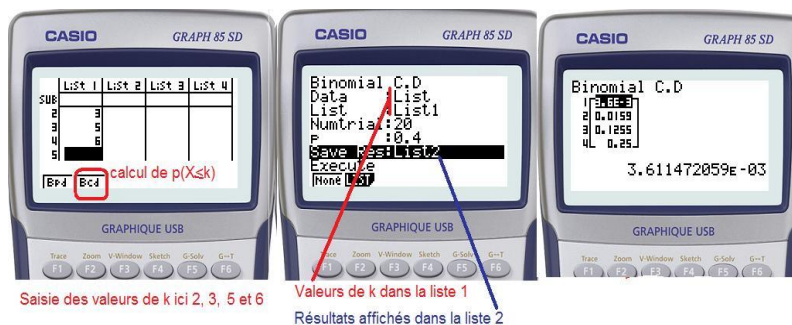 CASIO
GRAPH 85 SD
List 1 List 2 List 3 List 4
SUB
2 3
3 5
4 6
5
Bpd Bcd
calcul de p(X≤k)
GRAPHIQUE USB
Trace Zoom V-Window Sketch G-Solv G↔T
F1 F2 F3 F4 F5 F6
Saisie des valeurs de k ici 2, 3, 5 et 6
CASIO
GRAPH 85 SD
Binomial C.D
Data :List
List :List1
Numtrial:20
p :0.4
Save Res:List2
Execute
None LIST
GRAPHIQUE USB
Trace Zoom V-Window Sketch G-Solv G↔T
F1 F2 F3 F4 F5 F6
Valeurs de k dans la liste 1
Résultats affichés dans la liste 2
CASIO
GRAPH 85 SD
Binomial C.D
1 3.6E-3
2 0.0159
3 0.1255
4 0.25
3.611472059E-03
GRAPHIQUE USB
Trace Zoom V-Window Sketch G-Solv G↔T
F1 F2 F3 F4 F5 F6